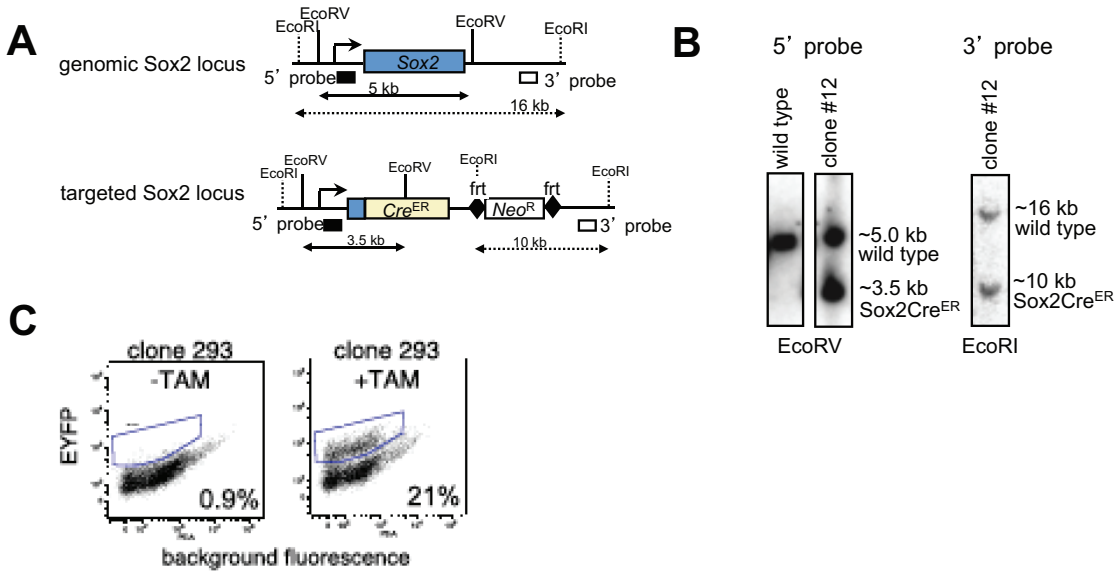 A
EcoRV
EcoRI
EcoRV
EcoRI
genomic Sox2 locus
Sox2
5' probe
3' probe
5 kb
16 kb
EcoRV
EcoRI
EcoRV
EcoRI
EcoRI
targeted Sox2 locus
frt
frt
Cre^ER
Neo^R
5' probe
3' probe
3.5 kb
10 kb
B
5' probe
3' probe
wild type
clone #12
clone #12
~5.0 kb
wild type
~3.5 kb
Sox2Cre^ER
~16 kb
wild type
~10 kb
Sox2Cre^ER
EcoRV
EcoRI
C
clone 293
-TAM
clone 293
+TAM
EYFP
0.9%
21%
background fluorescence